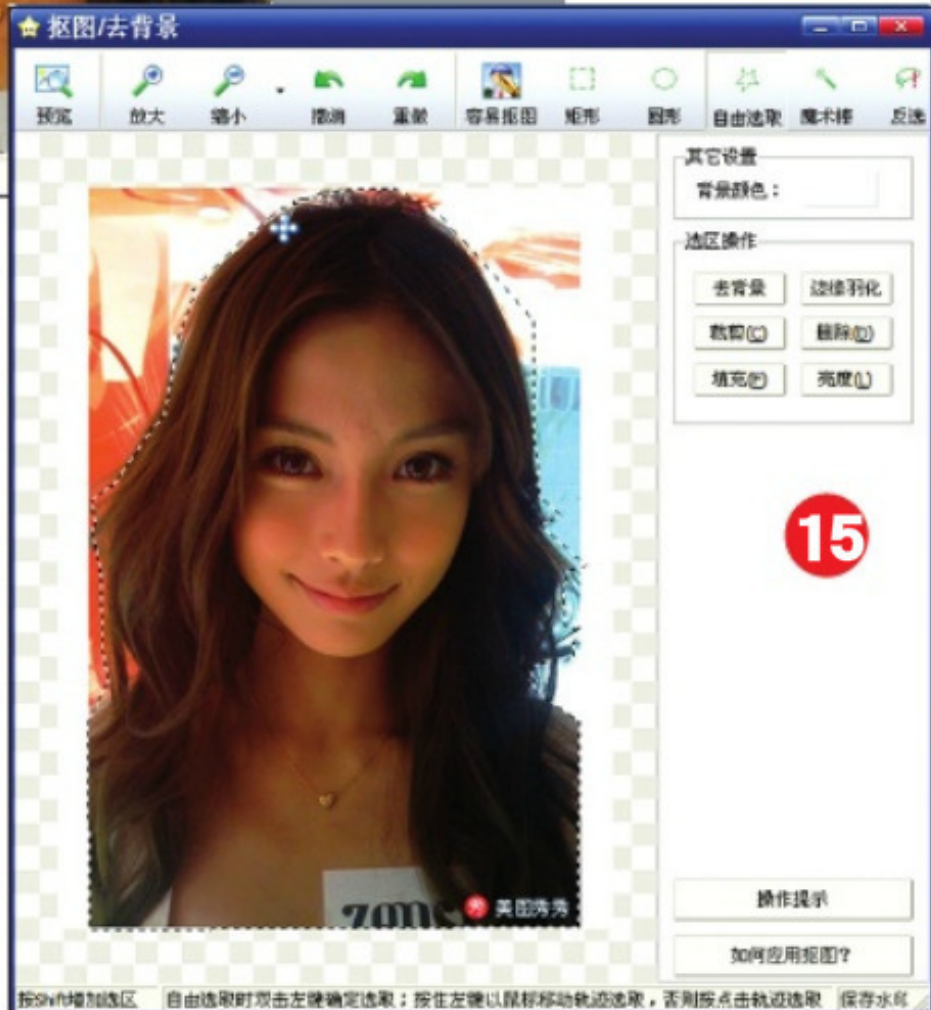 抠图/去背景
预览 放大 缩小 撤消 重做 容易抠图 矩形 圆形 自由选取 魔术棒 反选
其它设置
背景颜色：
选区操作
去背景 边缘羽化
裁剪(C) 删除(D)
填充(F) 亮度(L)
15
美图秀秀
操作提示
如何应用抠图?
按Shift增加选区 自由选取时双击左键确定选取；按住左键以鼠标移动轨迹选取，否则按点击轨迹选取 保存水印